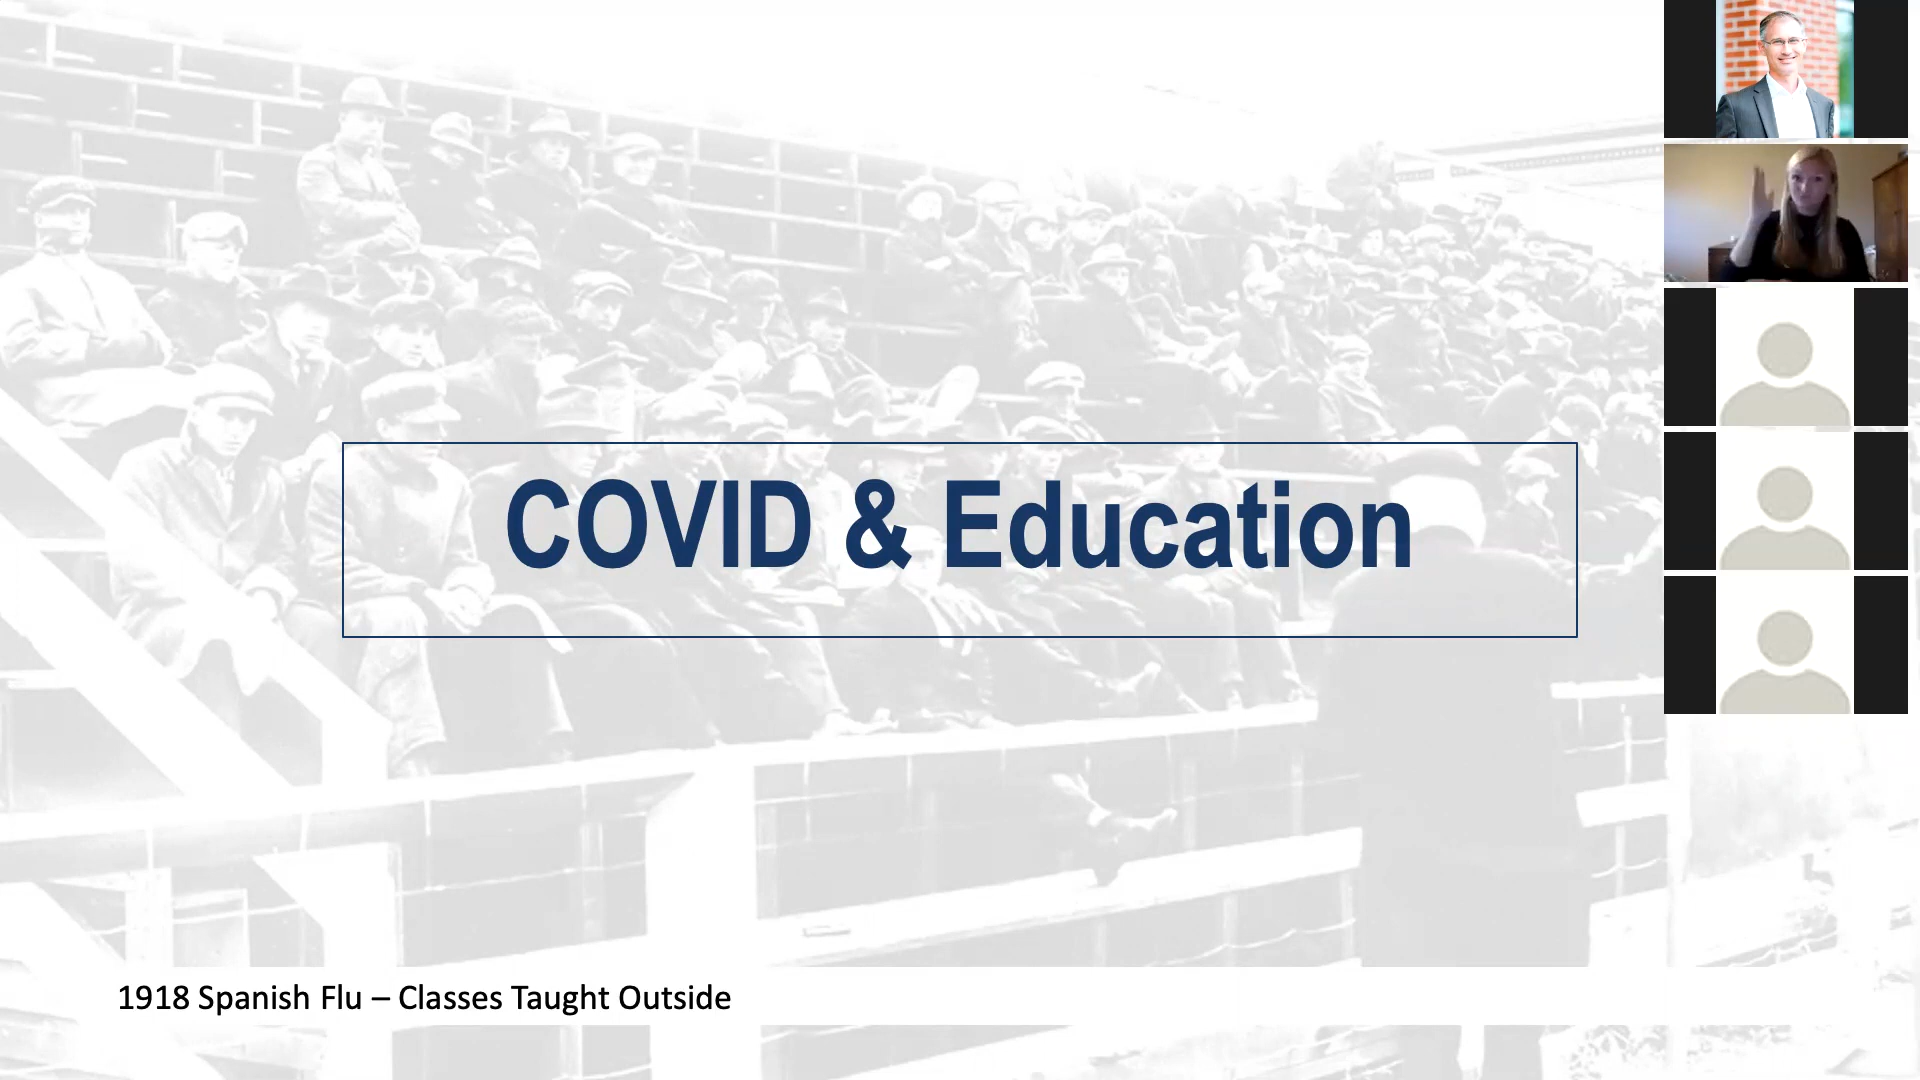 COVID & Education
1918 Spanish Flu – Classes Taught Outside